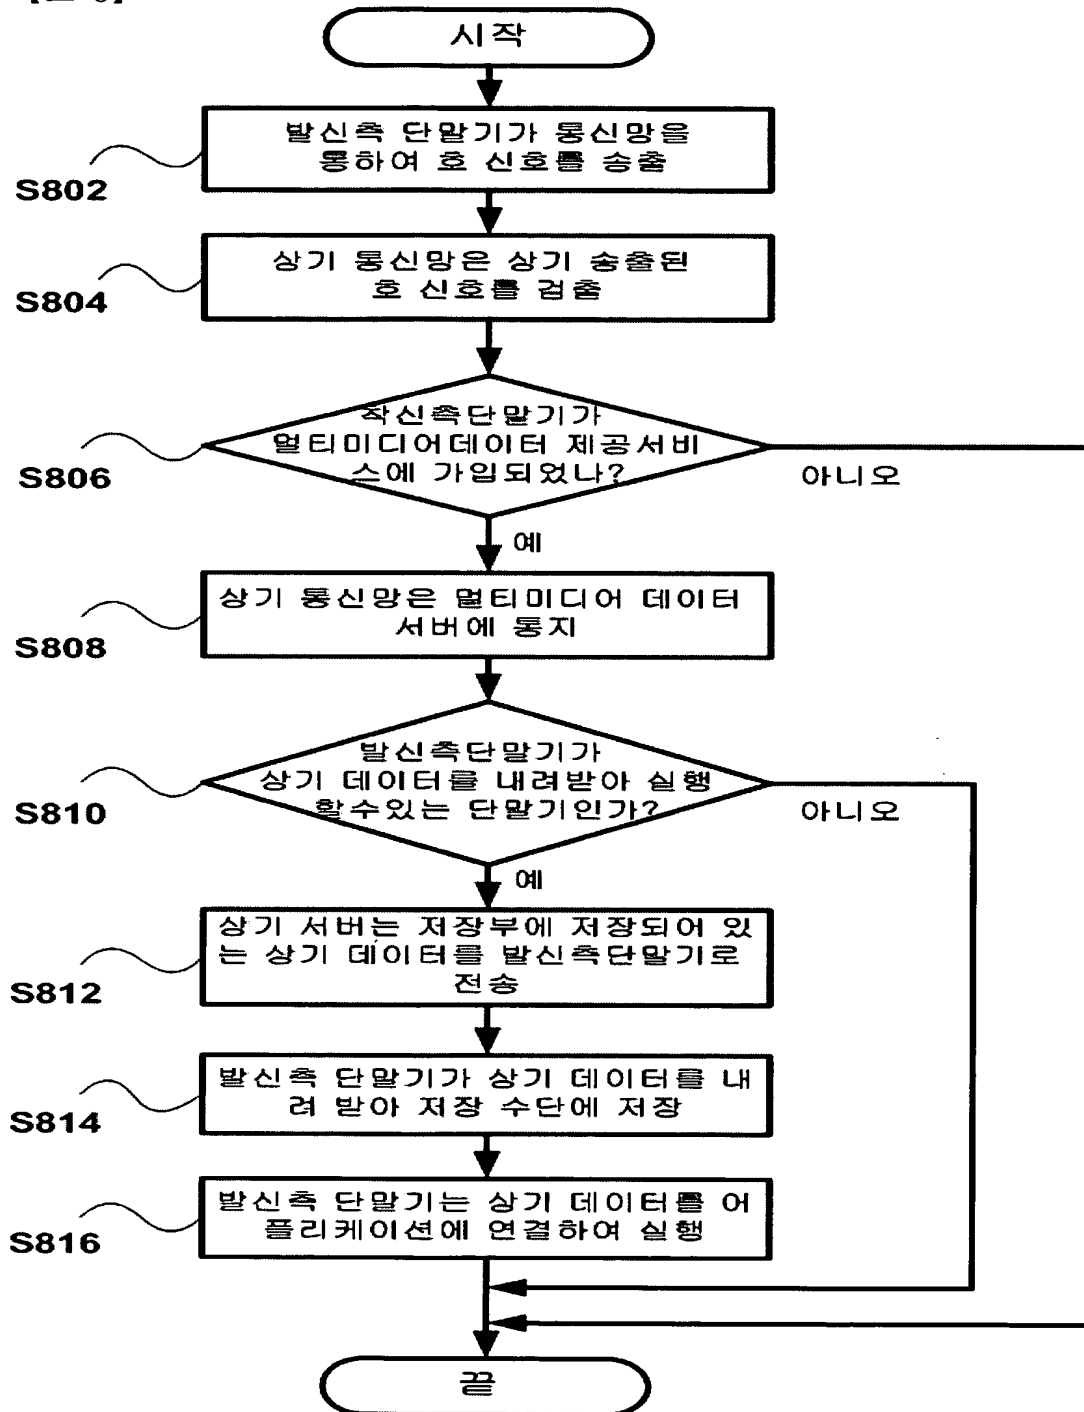 시작
발신측 단말기가 통신망을
통하여 호 신호를 송출
S802
상기 통신망은 상기 송출된
호 신호를 검출
S804
착신측단말기가
멀티미디어데이터 제공서비
스에 가입되었나?
S806
아니오
예
상기 통신망은 멀티미디어 데이터
서버에 통지
S808
발신측단말기가
상기 데이터를 내려받아 실행
할수있는 단말기인가?
S810
아니오
예
상기 서버는 저장부에 저장되어 있
는 상기 데이터를 발신측단말기로
전송
S812
발신측 단말기가 상기 데이터를 내
려 받아 저장 수단에 저장
S814
발신측 단말기는 상기 데이터를 어
플리케이션에 연결하여 실행
S816
끝